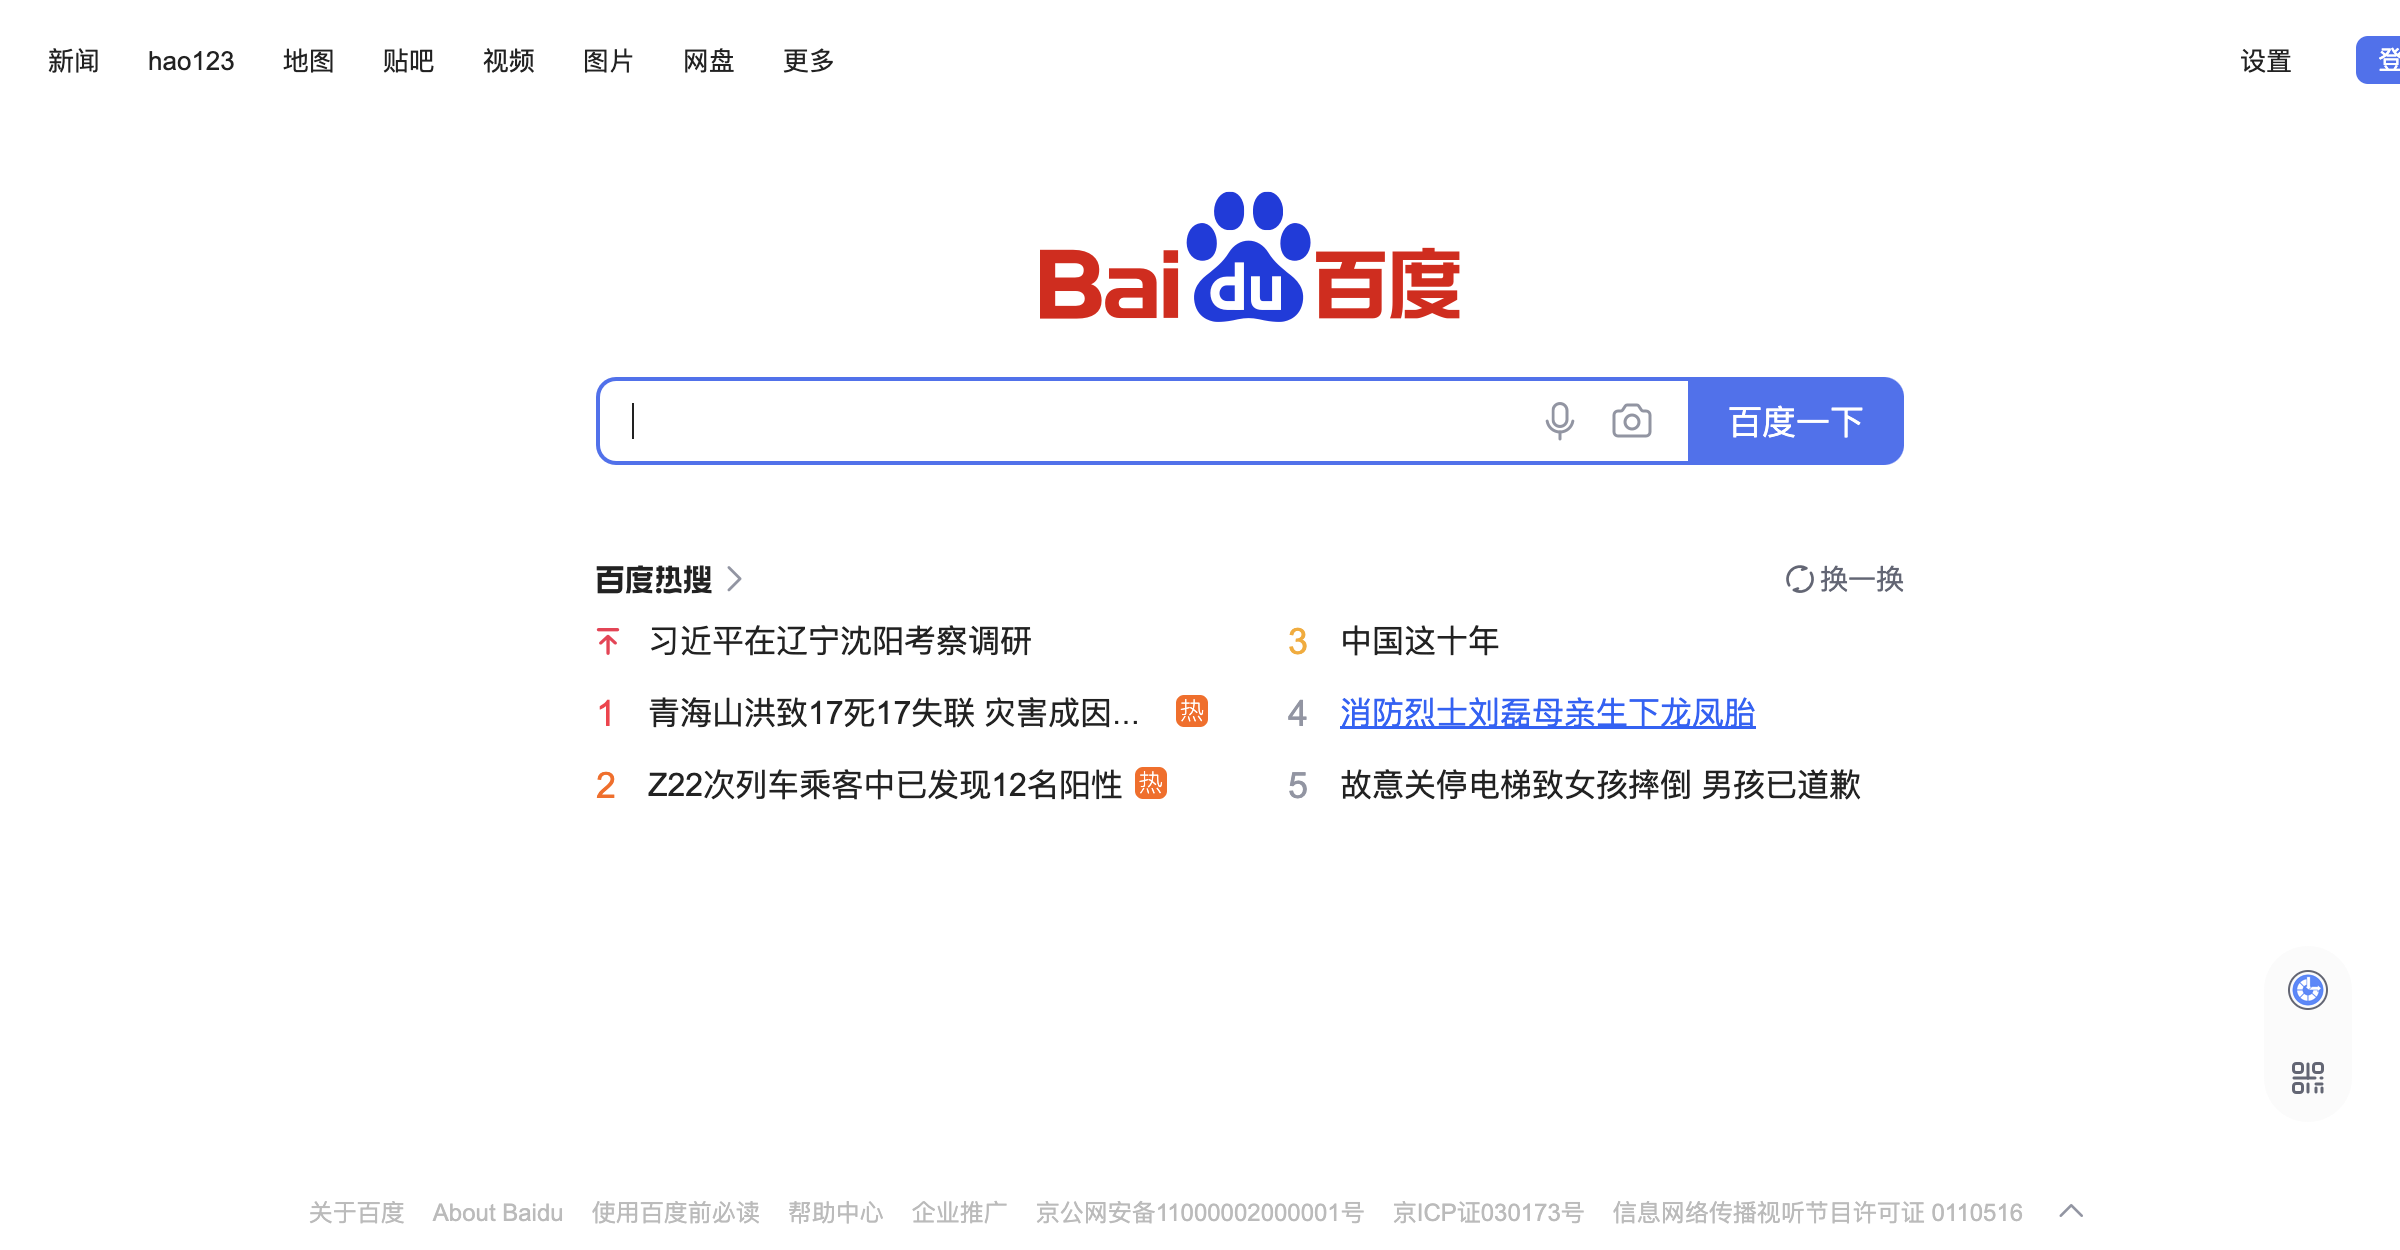 新闻 hao123 地图 贴吧 视频 图片 网盘 更多 设置 登
Bai du 百度
百度一下
百度热搜 换一换
习近平在辽宁沈阳考察调研
1 青海山洪致17死17失联 灾害成因... 热
2 Z22次列车乘客中已发现12名阳性 热
3 中国这十年
4 消防烈士刘磊母亲生下龙凤胎
5 故意关停电梯致女孩摔倒 男孩已道歉
关于百度 About Baidu 使用百度前必读 帮助中心 企业推广 京公网安备11000002000001号 京ICP证030173号 信息网络传播视听节目许可证 0110516